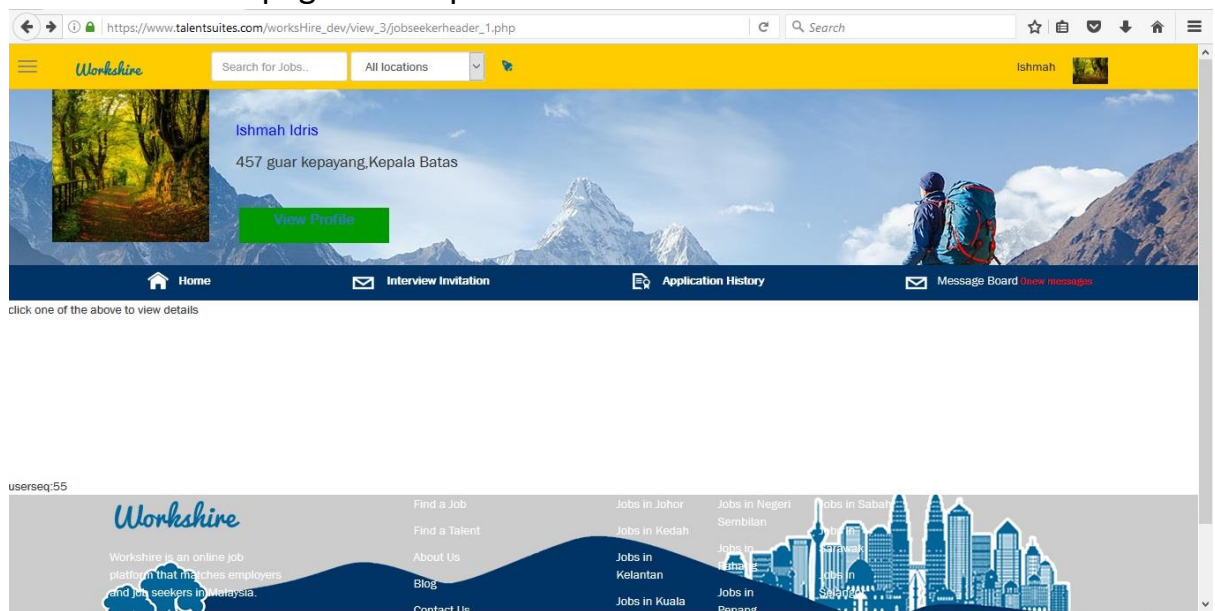 https://www.talentsuites.com/worksHire_dev/view_3/jobseekerheader_1.php
Search
Workshire
Search for Jobs..
All locations
Ishmah
Ishmah Idris
457 guar kepayang,Kepala Batas
View Profile
Home
Interview Invitation
Application History
Message Board 0new messages
click one of the above to view details
userseq:55
Workshire
Workshire is an online job
platform that matches employers
and job seekers in Malaysia.
Find a Job
Find a Talent
About Us
Blog
Contact Us
Jobs in Johor
Jobs in Kedah
Jobs in
Kelantan
Jobs in Kuala
Jobs in Negeri
Sembilan
Jobs in
Pahang
Jobs in
Penang
Jobs in Sabah
Jobs in
Sarawak
Jobs in